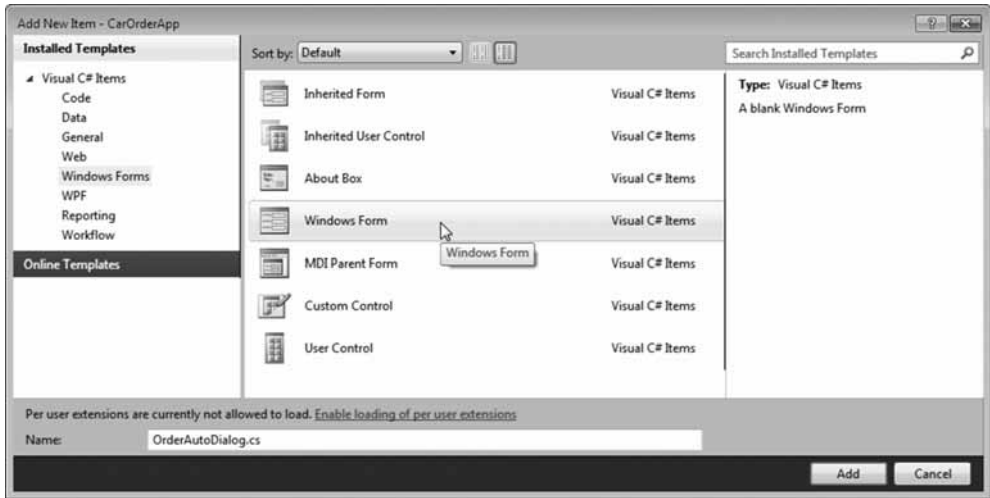 Add New Item - CarOrderApp
Installed Templates
Visual C# Items
Code
Data
General
Web
Windows Forms
WPF
Reporting
Workflow
Online Templates
Sort by: Default
Inherited Form Visual C# Items
Inherited User Control Visual C# Items
About Box Visual C# Items
Windows Form Visual C# Items
Windows Form
MDI Parent Form Visual C# Items
Custom Control Visual C# Items
User Control Visual C# Items
Search Installed Templates
Type: Visual C# Items
A blank Windows Form
Per user extensions are currently not allowed to load. Enable loading of per user extensions
Name: OrderAutoDialog.cs
Add Cancel